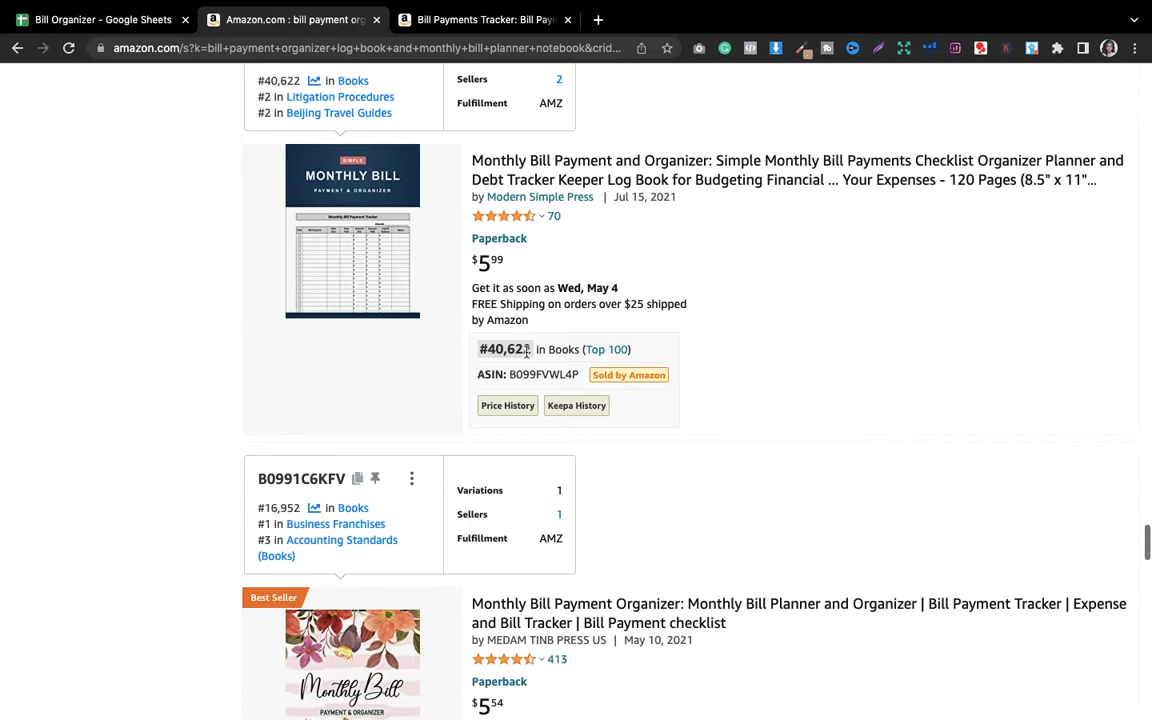 Bill Organizer - Google Sheets
Amazon.com : bill payment org
Bill Payments Tracker: Bill Payn
amazon.com/s?k=bill+payment+organizer+log+book+and+monthly+bill+planner+notebook&crid...
#40,622 in Books
#2 in Litigation Procedures
#2 in Beijing Travel Guides
Sellers 2
Fulfillment AMZ
SIMPLE
MONTHLY BILL
PAYMENT & ORGANIZER
Monthly Bill Payment Tracker
Monthly Bill Payment and Organizer: Simple Monthly Bill Payments Checklist Organizer Planner and
Debt Tracker Keeper Log Book for Budgeting Financial ... Your Expenses - 120 Pages (8.5" x 11"...
by Modern Simple Press | Jul 15, 2021
70
Paperback
$5 99
Get it as soon as Wed, May 4
FREE Shipping on orders over $25 shipped
by Amazon
#40,622 in Books (Top 100)
ASIN: B099FVWL4P Sold by Amazon
Price History Keepa History
B0991C6KFV
#16,952 in Books
#1 in Business Franchises
#3 in Accounting Standards
(Books)
Variations 1
Sellers 1
Fulfillment AMZ
Best Seller
Monthly Bill
PAYMENT & ORGANIZER
Monthly Bill Payment Organizer: Monthly Bill Planner and Organizer | Bill Payment Tracker | Expense
and Bill Tracker | Bill Payment checklist
by MEDAM TINB PRESS US | May 10, 2021
413
Paperback
$5 54